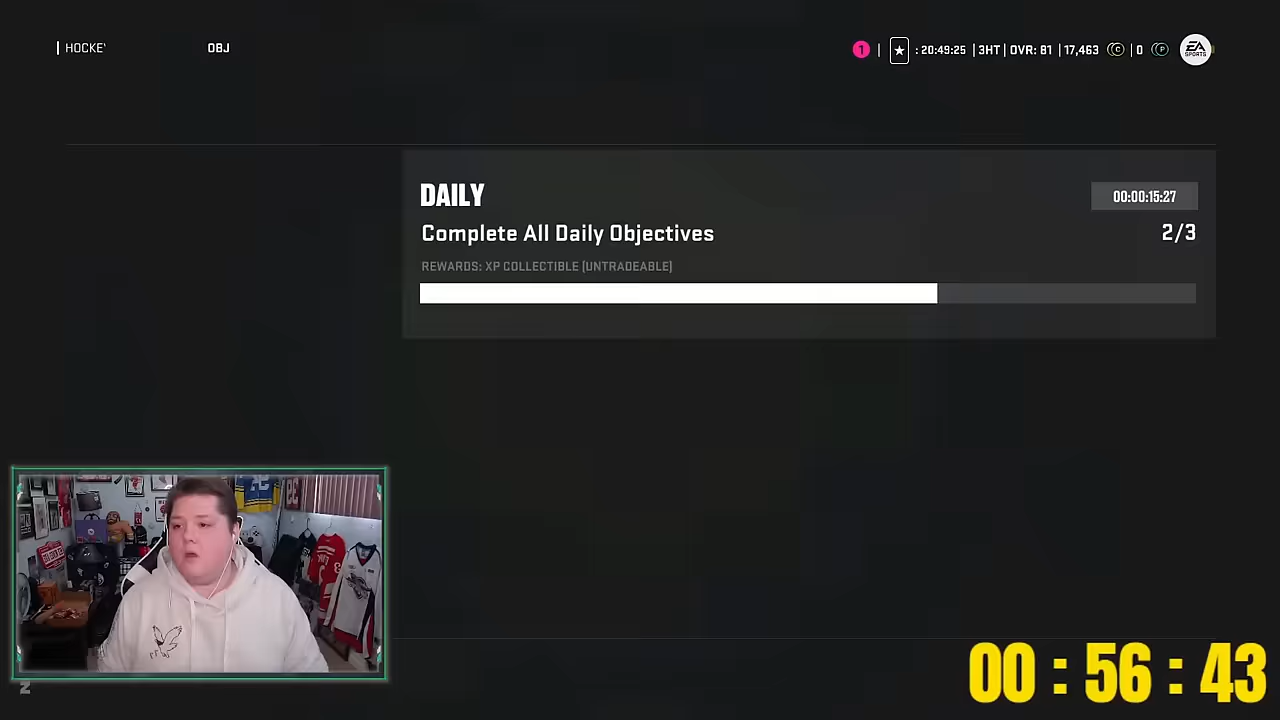 HOCKE'
OBJ
1 | ★ : 20:49:25 | 3HT | OVR: 81 | 17,463 C | 0 P
EA SPORTS
DAILY
00:00:15:27
Complete All Daily Objectives
2/3
REWARDS: XP COLLECTIBLE (UNTRADEABLE)
00 : 56 : 43